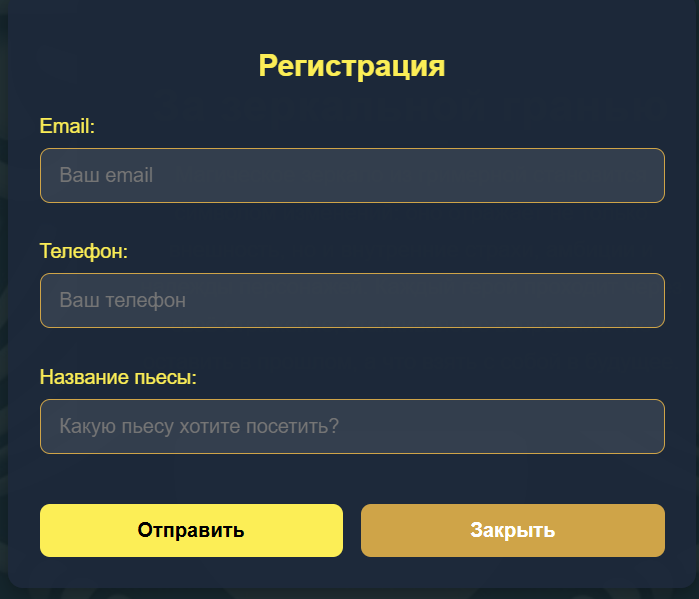 Регистрация
Email:
Ваш email
Телефон:
Ваш телефон
Название пьесы:
Какую пьесу хотите посетить?
Отправить Закрыть